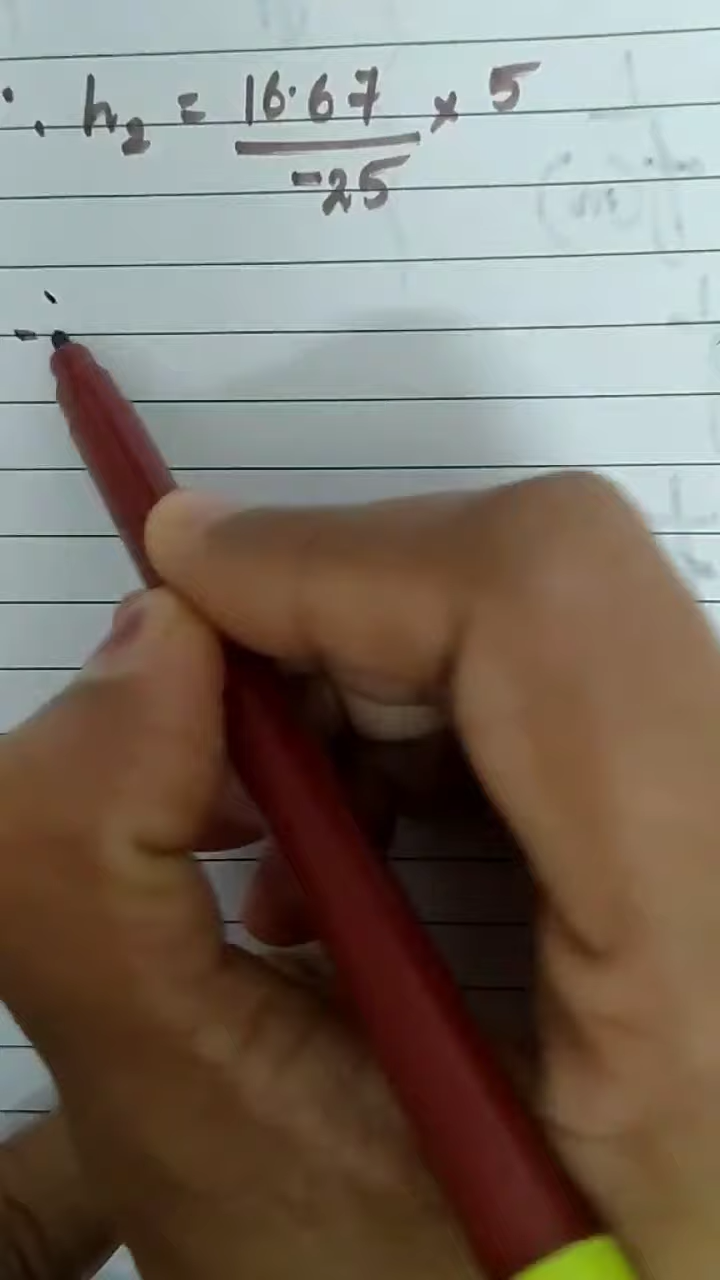 ∴ h₂ = 16.67/-25 × 5
∴